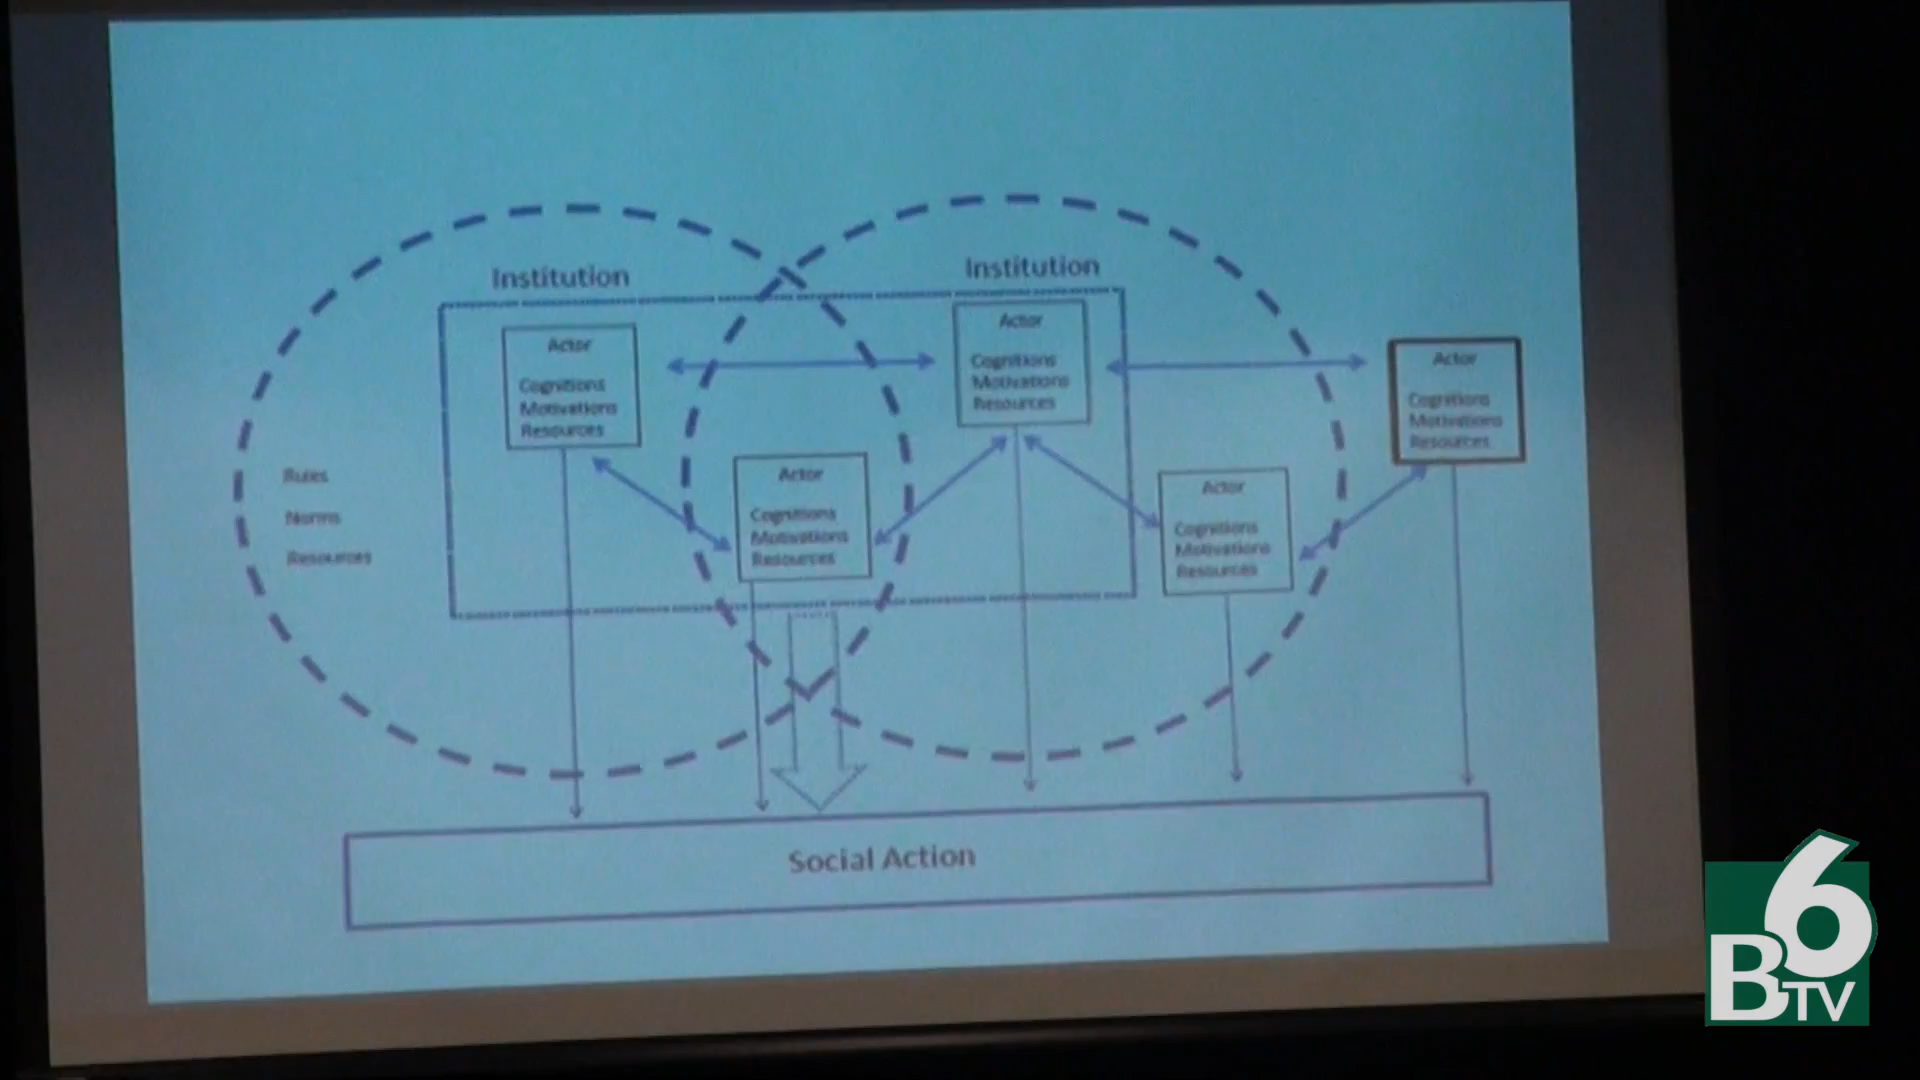 Institution
Institution
Actor
Cognitions
Motivations
Resources
Actor
Cognitions
Motivations
Resources
Actor
Cognitions
Motivations
Resources
Actor
Cognitions
Motivations
Resources
Actor
Cognitions
Motivations
Resources
Rules
Norms
Resources
Social Action
6
BTV